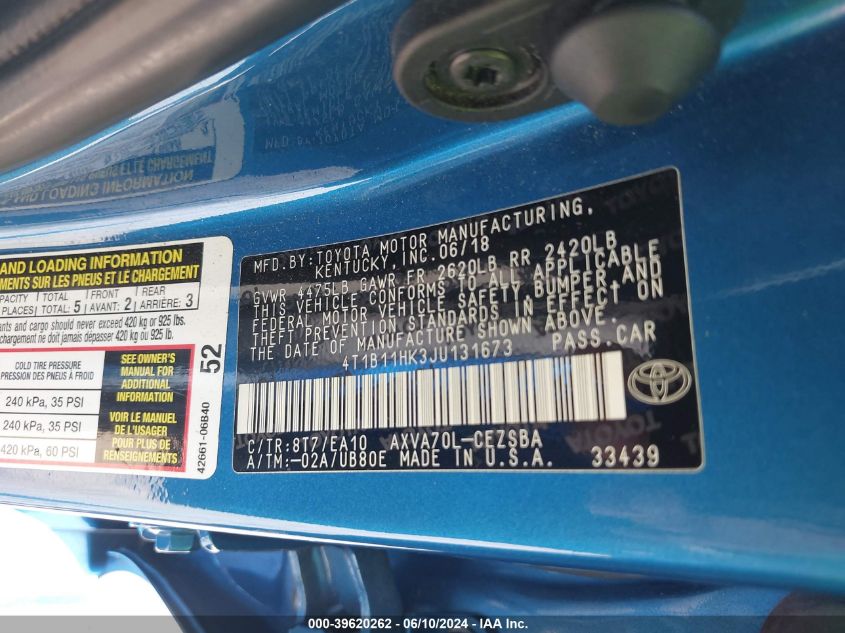 AND LOADING INFORMATION
EMENTS SUR LES PNEUS ET LE CHARGEMENT
TOTAL FRONT REAR
PLACES TOTAL: 5 AVANT: 2 ARRIÈRE: 3
ants and cargo should never exceed 420 kg or 925 lbs.
chargement ne doit jamais dépasser 420 kg ou 925 lb.
COLD TIRE PRESSURE
PRESSION DES PNEUS À FROID
240 kPa, 35 PSI
240 kPa, 35 PSI
420 kPa, 60 PSI
SEE OWNER'S
MANUAL FOR
ADDITIONAL
INFORMATION
VOIR LE MANUEL
DE L'USAGER
POUR PLUS DE
RENSEIGNEMENTS
52
42661-06B40
MFD.BY:TOYOTA MOTOR MANUFACTURING,
KENTUCKY, INC.06/18
GVWR 4475LB GAWR FR 2620LB RR 2420LB
THIS VEHICLE CONFORMS TO ALL APPLICABLE
FEDERAL MOTOR VEHICLE SAFETY, BUMPER, AND
THEFT PREVENTION STANDARDS IN EFFECT ON
THE DATE OF MANUFACTURE SHOWN ABOVE.
4T1B11HK3JU131673 PASS.CAR
C/TR:8T7/EA10 AXVA70L-CEZSBA
A/TM:-02A/UB80E MADE IN U.S.A. 33439
000-39620262 - 06/10/2024 - IAA Inc.